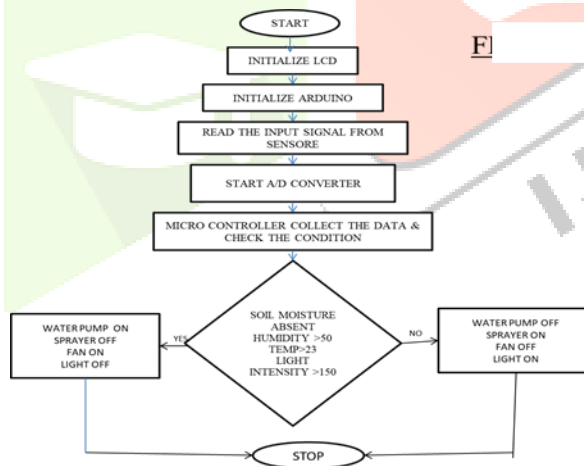 START
INITIALIZE LCD
INITIALIZE ARDUINO
READ THE INPUT SIGNAL FROM
SENSORE
START A/D CONVERTER
MICRO CONTROLLER COLLECT THE DATA &
CHECK THE CONDITION
SOIL MOISTURE
ABSENT
HUMIDITY >50
TEMP>23
LIGHT
INTENSITY >150
YES
WATER PUMP ON
SPRAYER OFF
FAN ON
LIGHT OFF
NO
WATER PUMP OFF
SPRAYER ON
FAN OFF
LIGHT ON
STOP